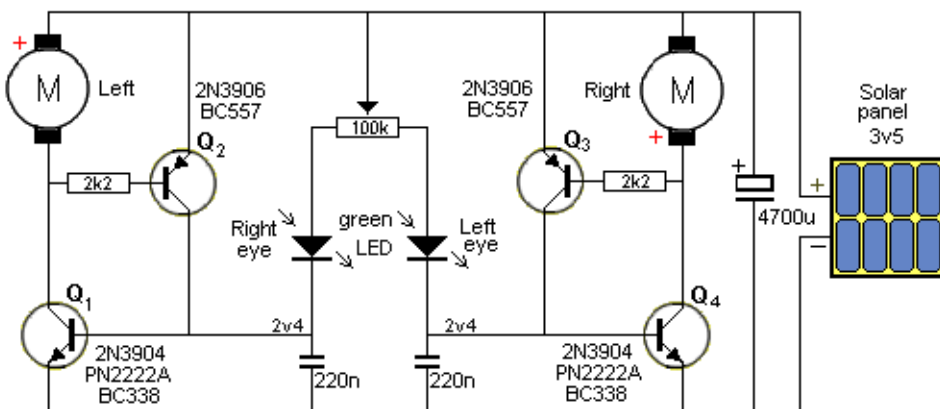 +
M
Left
2N3906
BC557
Q2
2k2
100k
Right
eye
green
LED
Left
eye
2N3906
BC557
Q3
2k2
Right
M
+
+
4700u
Solar
panel
3v5
+
−
Q1
2N3904
PN2222A
BC338
2v4
220n
2v4
220n
2N3904
PN2222A
BC338
Q4